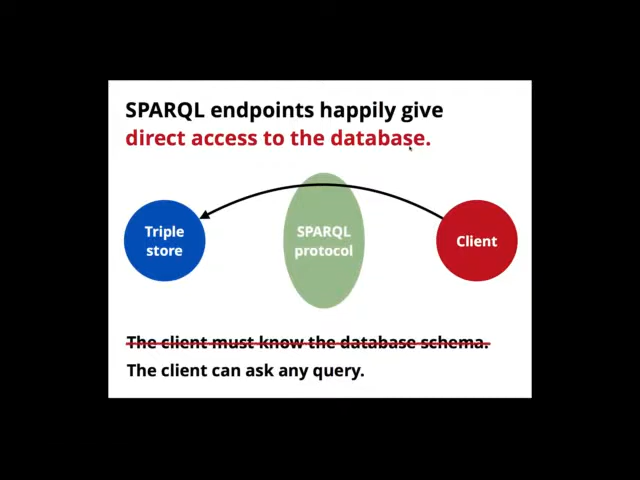 SPARQL endpoints happily give
direct access to the database.
Triple
store
SPARQL
protocol
Client
The client must know the database schema.
The client can ask any query.